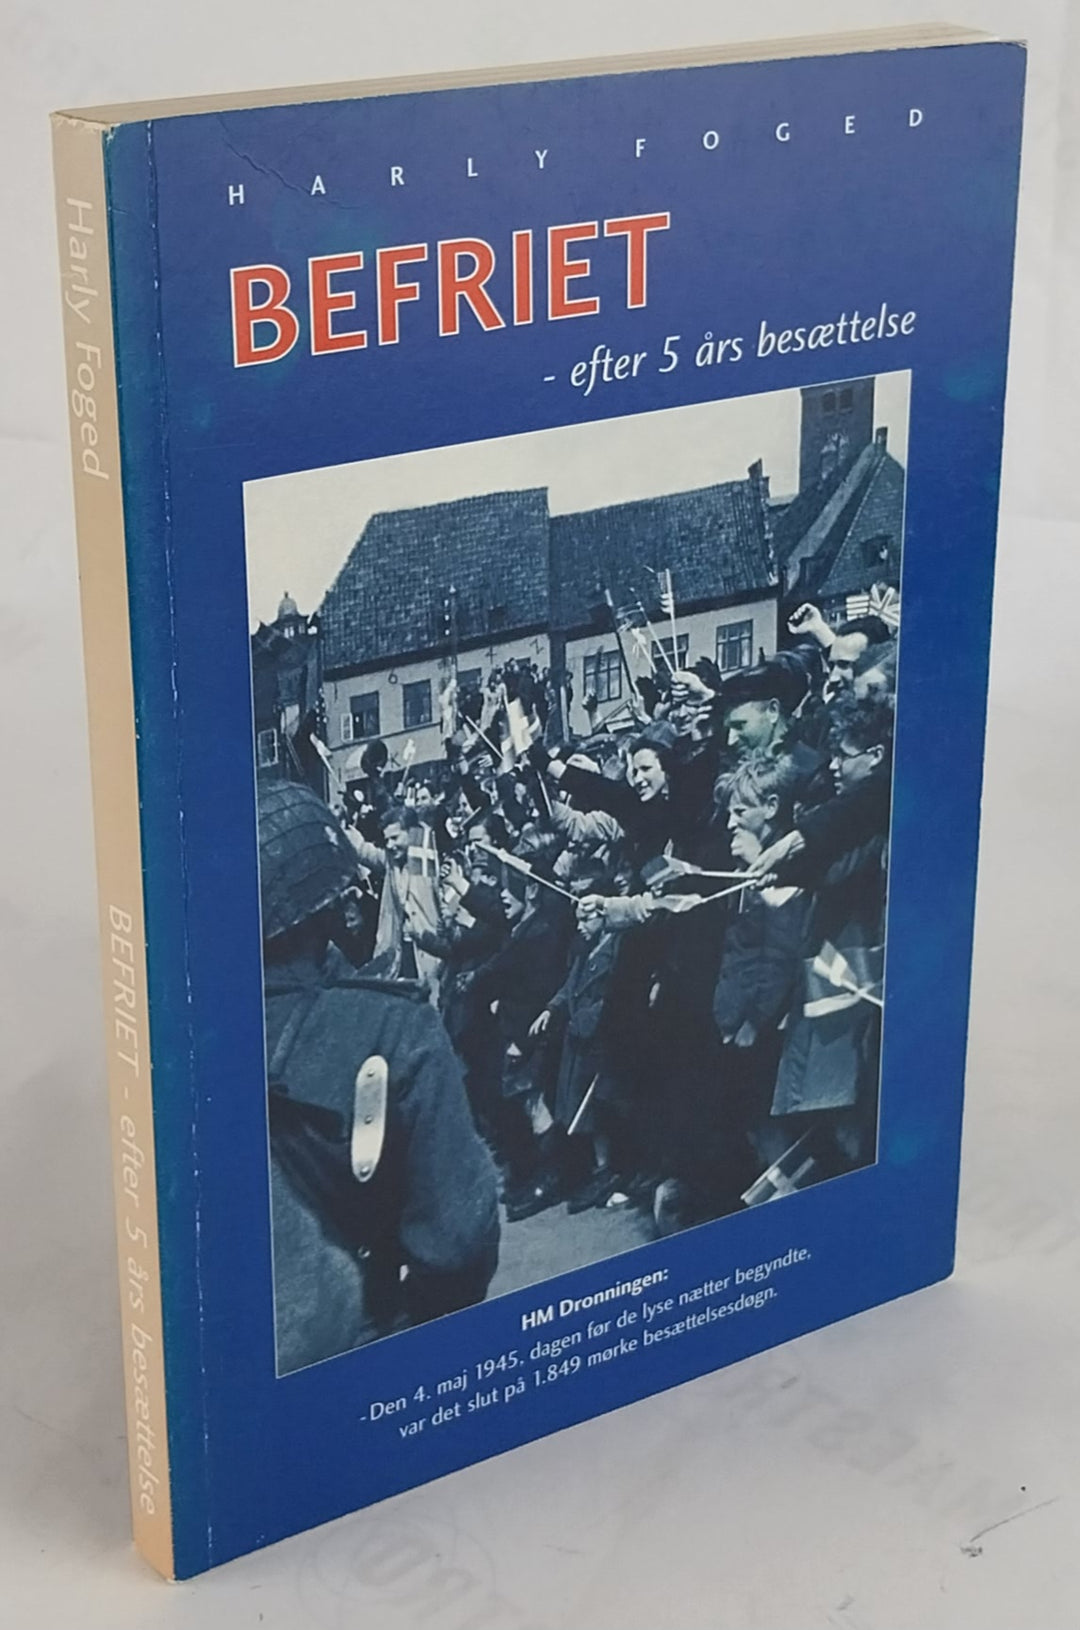 HARLY FOGED
BEFRIET
- efter 5 års besættelse
HM Dronningen:
- Den 4. maj 1945, dagen før de lyse nætter begyndte,
var det slut på 1.849 mørke besættelsesdøgn.
Harly Foged
BEFRIET - efter 5 års besættelse